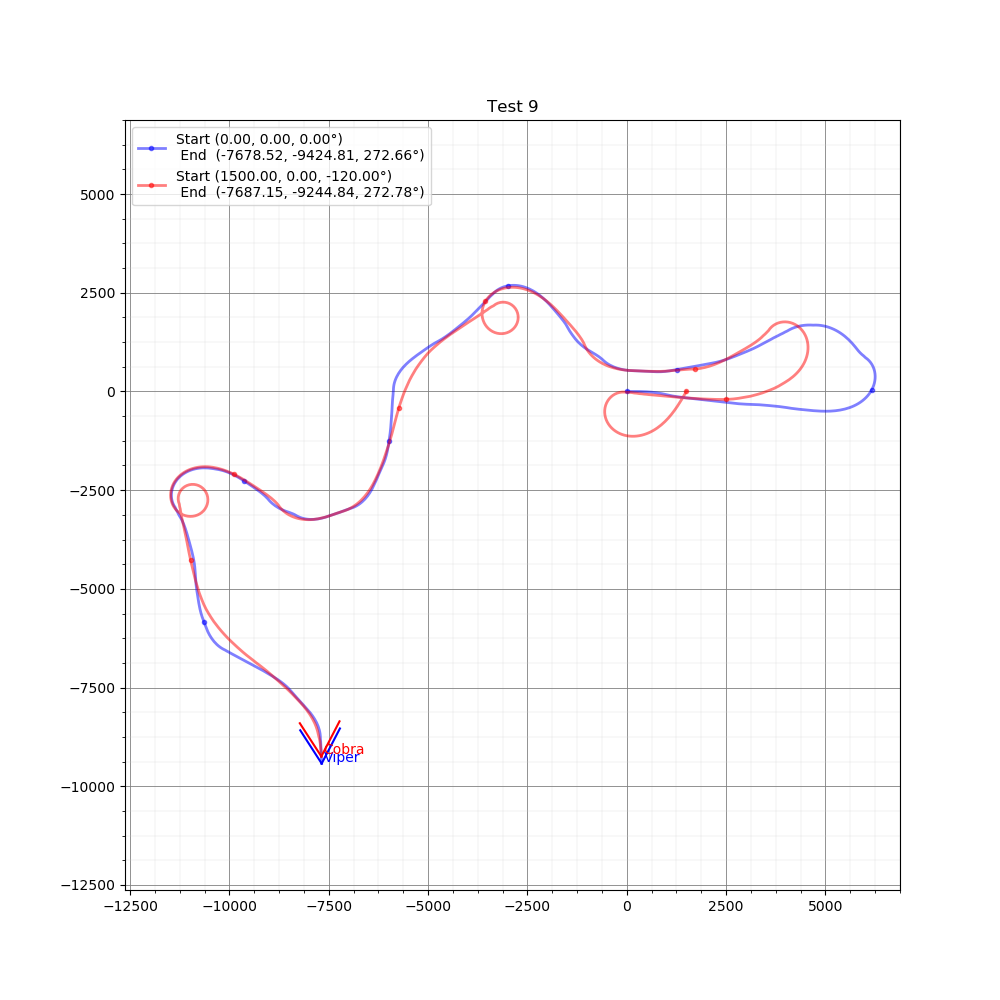 Test 9
Start (0.00, 0.00, 0.00°)
End (-7678.52, -9424.81, 272.66°)
Start (1500.00, 0.00, -120.00°)
End (-7687.15, -9244.84, 272.78°)
5000
2500
0
−2500
−5000
−7500
−10000
−12500
Cobra
Viper
−12500 −10000 −7500 −5000 −2500 0 2500 5000